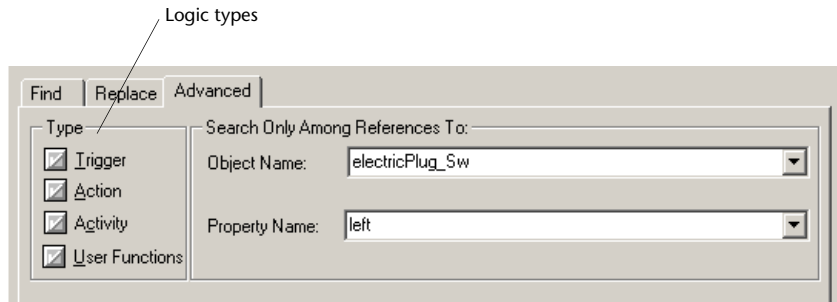 Logic types
Find Replace Advanced
Type Search Only Among References To:
Trigger Object Name: electricPlug_Sw
Action
Activity Property Name: left
User Functions